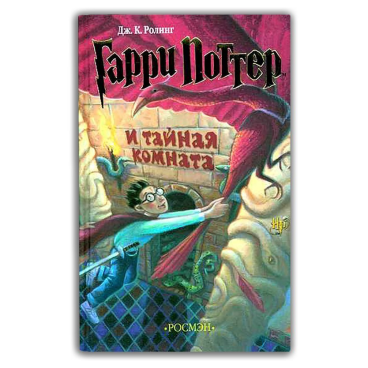 Дж. К. Ролинг
Гарри Поттер
и тайная
комната
•РОСМЭН•